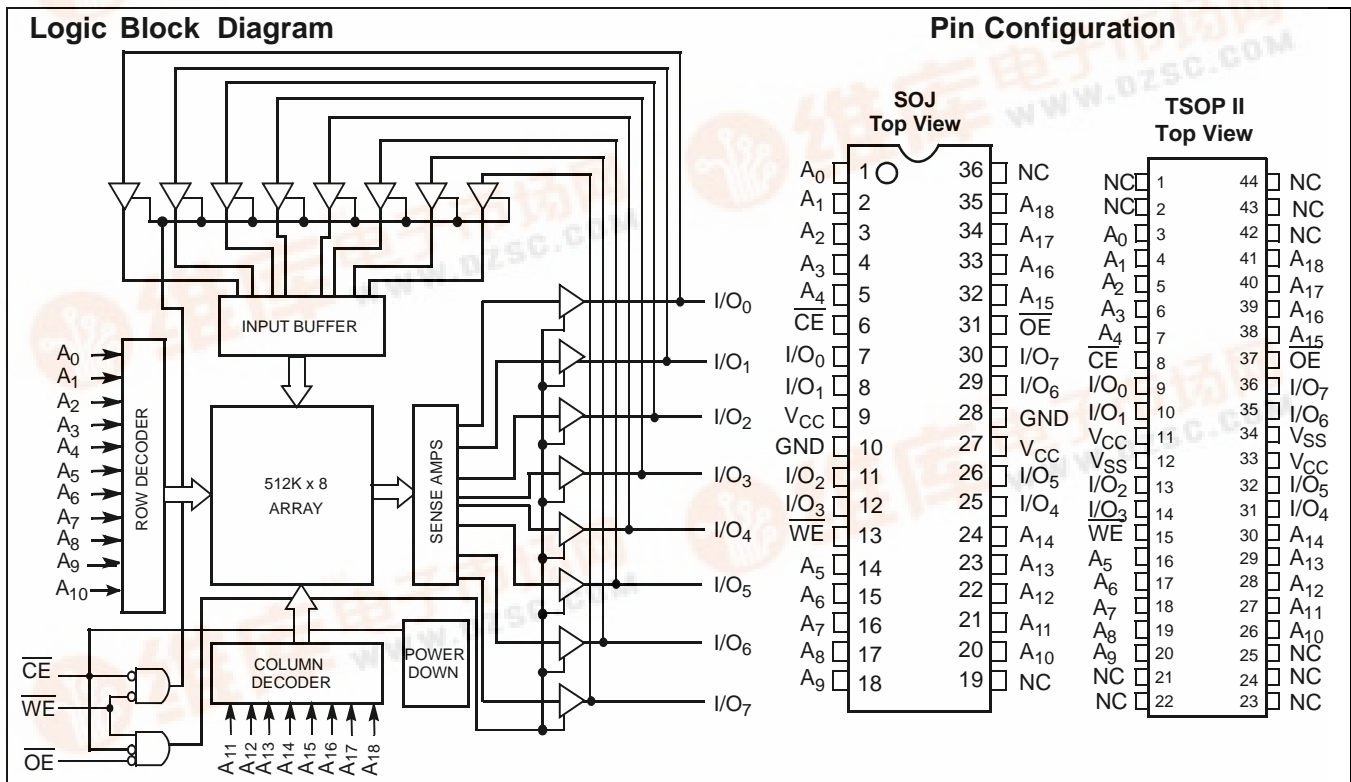 Logic Block Diagram
Pin Configuration
INPUT BUFFER
ROW DECODER
512K x 8
ARRAY
SENSE AMPS
COLUMN
DECODER
POWER
DOWN
A0
A1
A2
A3
A4
A5
A6
A7
A8
A9
A10
CE
WE
OE
A11
A12
A13
A14
A15
A16
A17
A18
I/O0
I/O1
I/O2
I/O3
I/O4
I/O5
I/O6
I/O7
SOJ
Top View
A0 1 36 NC
A1 2 35 A18
A2 3 34 A17
A3 4 33 A16
A4 5 32 A15
CE 6 31 OE
I/O0 7 30 I/O7
I/O1 8 29 I/O6
VCC 9 28 GND
GND 10 27 VCC
I/O2 11 26 I/O5
I/O3 12 25 I/O4
WE 13 24 A14
A5 14 23 A13
A6 15 22 A12
A7 16 21 A11
A8 17 20 A10
A9 18 19 NC
TSOP II
Top View
NC 1 44 NC
NC 2 43 NC
A0 3 42 NC
A1 4 41 A18
A2 5 40 A17
A3 6 39 A16
A4 7 38 A15
CE 8 37 OE
I/O0 9 36 I/O7
I/O1 10 35 I/O6
VCC 11 34 VSS
VSS 12 33 VCC
I/O2 13 32 I/O5
I/O3 14 31 I/O4
WE 15 30 A14
A5 16 29 A13
A6 17 28 A12
A7 18 27 A11
A8 19 26 A10
A9 20 25 NC
NC 21 24 NC
NC 22 23 NC
维库电子市场网
WWW.DZSC.COM